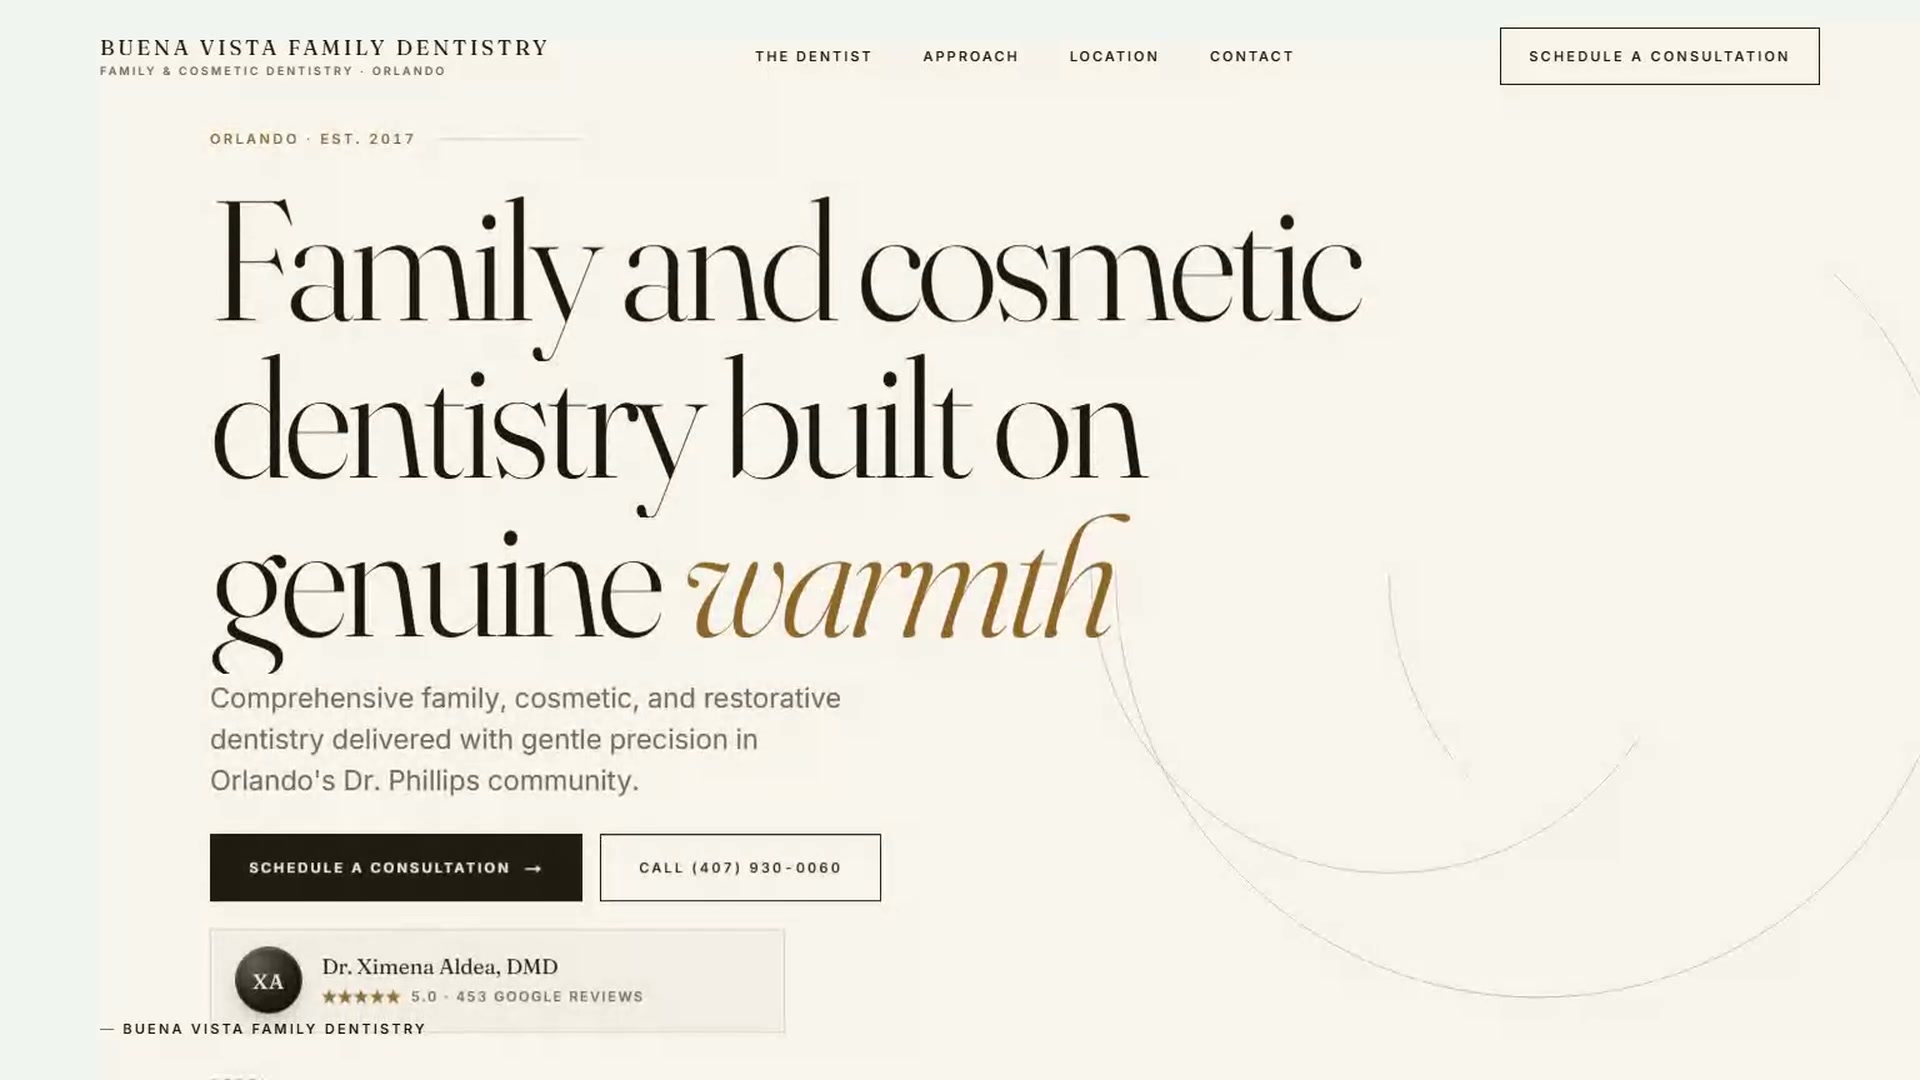 BUENA VISTA FAMILY DENTISTRY
FAMILY & COSMETIC DENTISTRY · ORLANDO
THE DENTIST
APPROACH
LOCATION
CONTACT
SCHEDULE A CONSULTATION
ORLANDO · EST. 2017
Family and cosmetic
dentistry built on
genuine warmth
Comprehensive family, cosmetic, and restorative
dentistry delivered with gentle precision in
Orlando's Dr. Phillips community.
SCHEDULE A CONSULTATION →
CALL (407) 930-0060
XA
Dr. Ximena Aldea, DMD
★★★★★ 5.0 · 453 GOOGLE REVIEWS
— BUENA VISTA FAMILY DENTISTRY